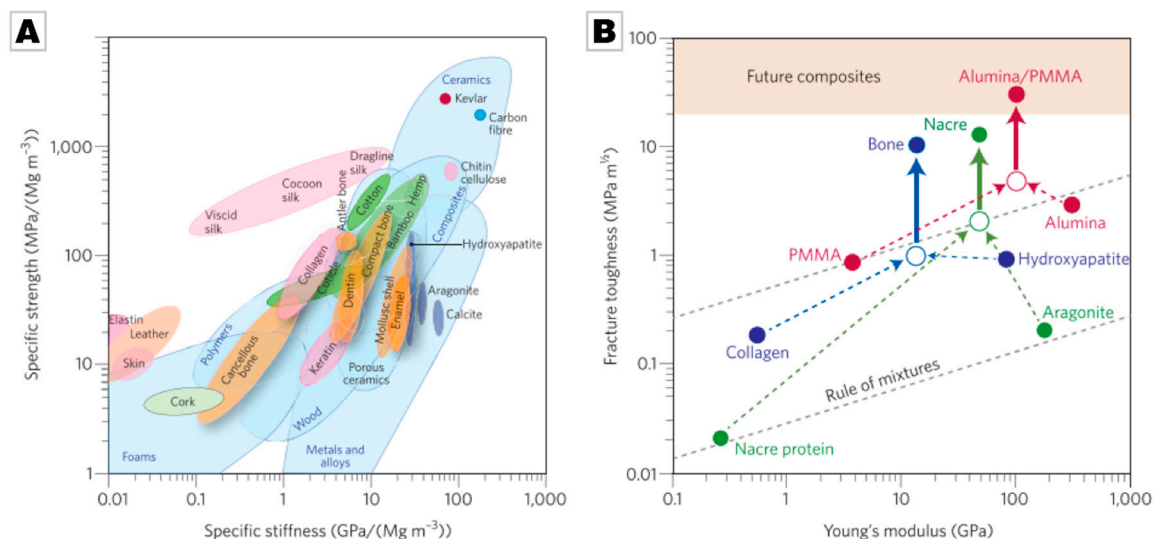 A
Specific strength (MPa/(Mg m⁻³))
1,000
100
10
1
0.01
0.1
1
10
100
1,000
Specific stiffness (GPa/(Mg m⁻³))
Ceramics
Kevlar
Carbon
fibre
Dragline
silk
Cocoon
silk
Viscid
silk
Chitin
cellulose
Antler bone
Cotton
Hemp
Composites
Collagen
Cuticle
Compact bone
Bamboo
Hydroxyapatite
Dentin
Mollusc shell
Enamel
Aragonite
Calcite
Elastin
Leather
Skin
Polymers
Cancellous
bone
Keratin
Porous
ceramics
Cork
Wood
Foams
Metals and
alloys
B
Fracture toughness (MPa m½)
100
10
1
0.1
0.01
0.1
1
10
100
1,000
Young's modulus (GPa)
Future composites
Alumina/PMMA
Nacre
Bone
Alumina
PMMA
Hydroxyapatite
Aragonite
Collagen
Rule of mixtures
Nacre protein